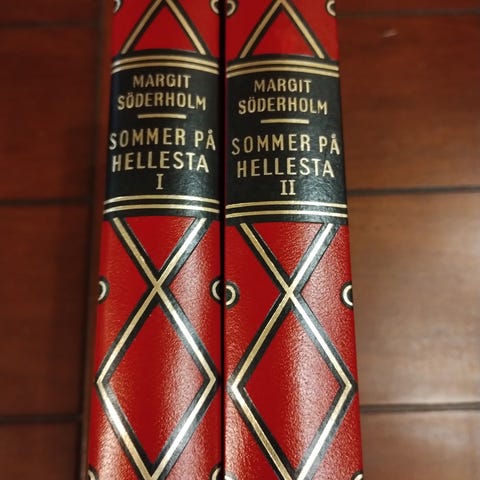 MARGIT
SÖDERHOLM
SOMMER PÅ
HELLESTA
I
MARGIT
SÖDERHOLM
SOMMER PÅ
HELLESTA
II